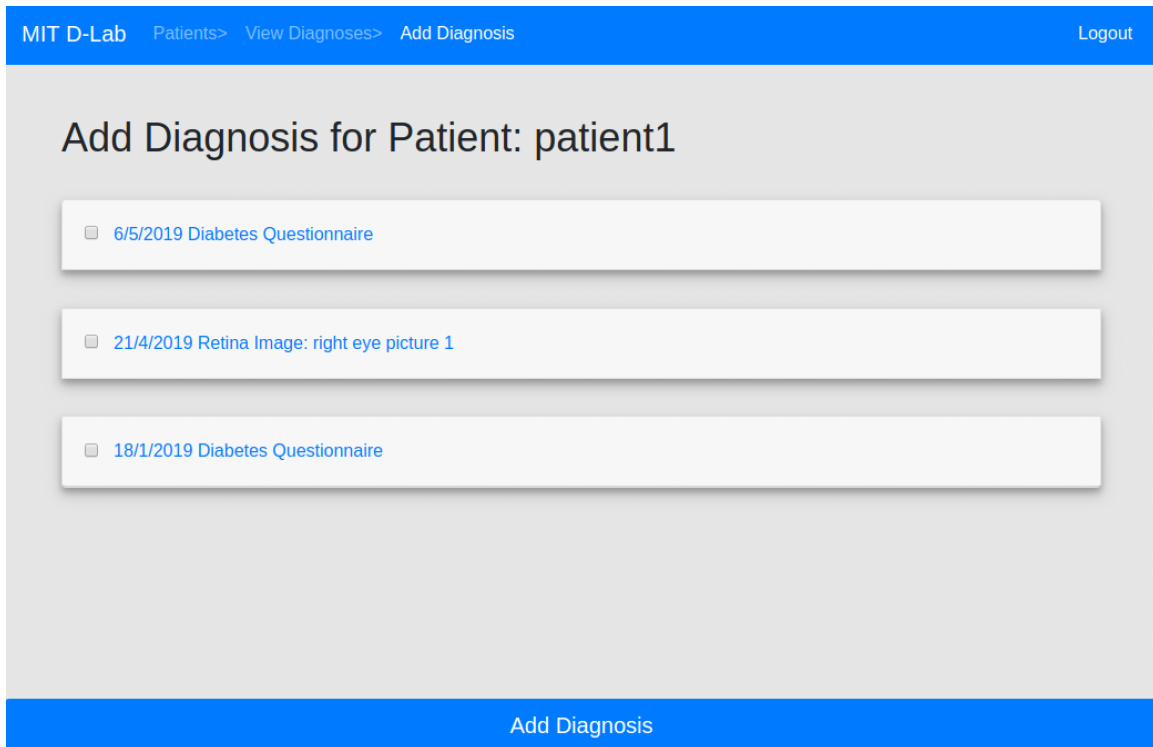 MIT D-Lab Patients> View Diagnoses> Add Diagnosis Logout
Add Diagnosis for Patient: patient1
6/5/2019 Diabetes Questionnaire
21/4/2019 Retina Image: right eye picture 1
18/1/2019 Diabetes Questionnaire
Add Diagnosis